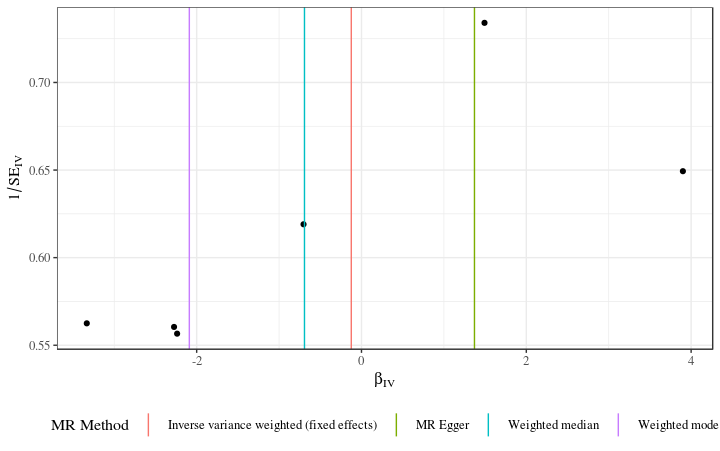 1/SE_IV
0.70
0.65
0.60
0.55
-2
0
2
4
β_IV
MR Method
Inverse variance weighted (fixed effects)
MR Egger
Weighted median
Weighted mode